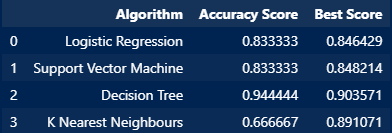 Algorithm Accuracy Score Best Score
0 Logistic Regression 0.833333 0.846429
1 Support Vector Machine 0.833333 0.848214
2 Decision Tree 0.944444 0.903571
3 K Nearest Neighbours 0.666667 0.891071